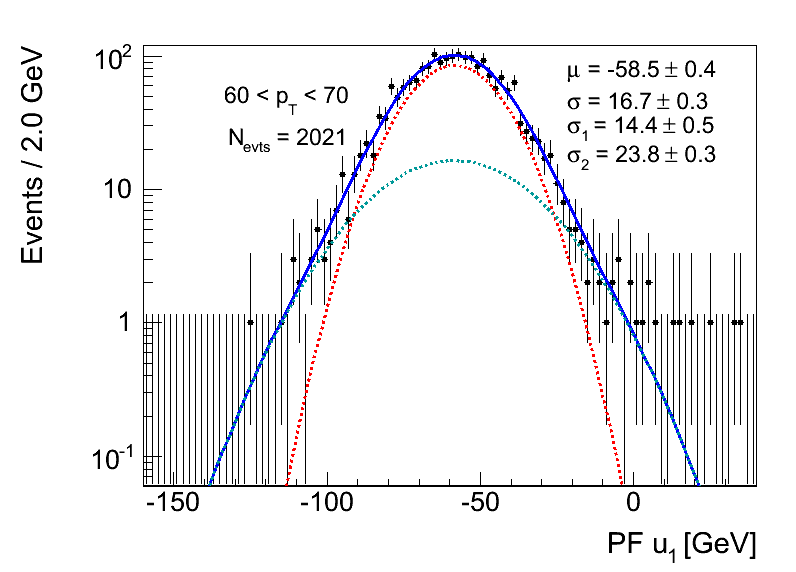 Events / 2.0 GeV
10²
10
1
10⁻¹
60 < p_T < 70
N_evts = 2021
μ = -58.5 ± 0.4
σ = 16.7 ± 0.3
σ₁ = 14.4 ± 0.5
σ₂ = 23.8 ± 0.3
-150 -100 -50 0
PF u₁ [GeV]